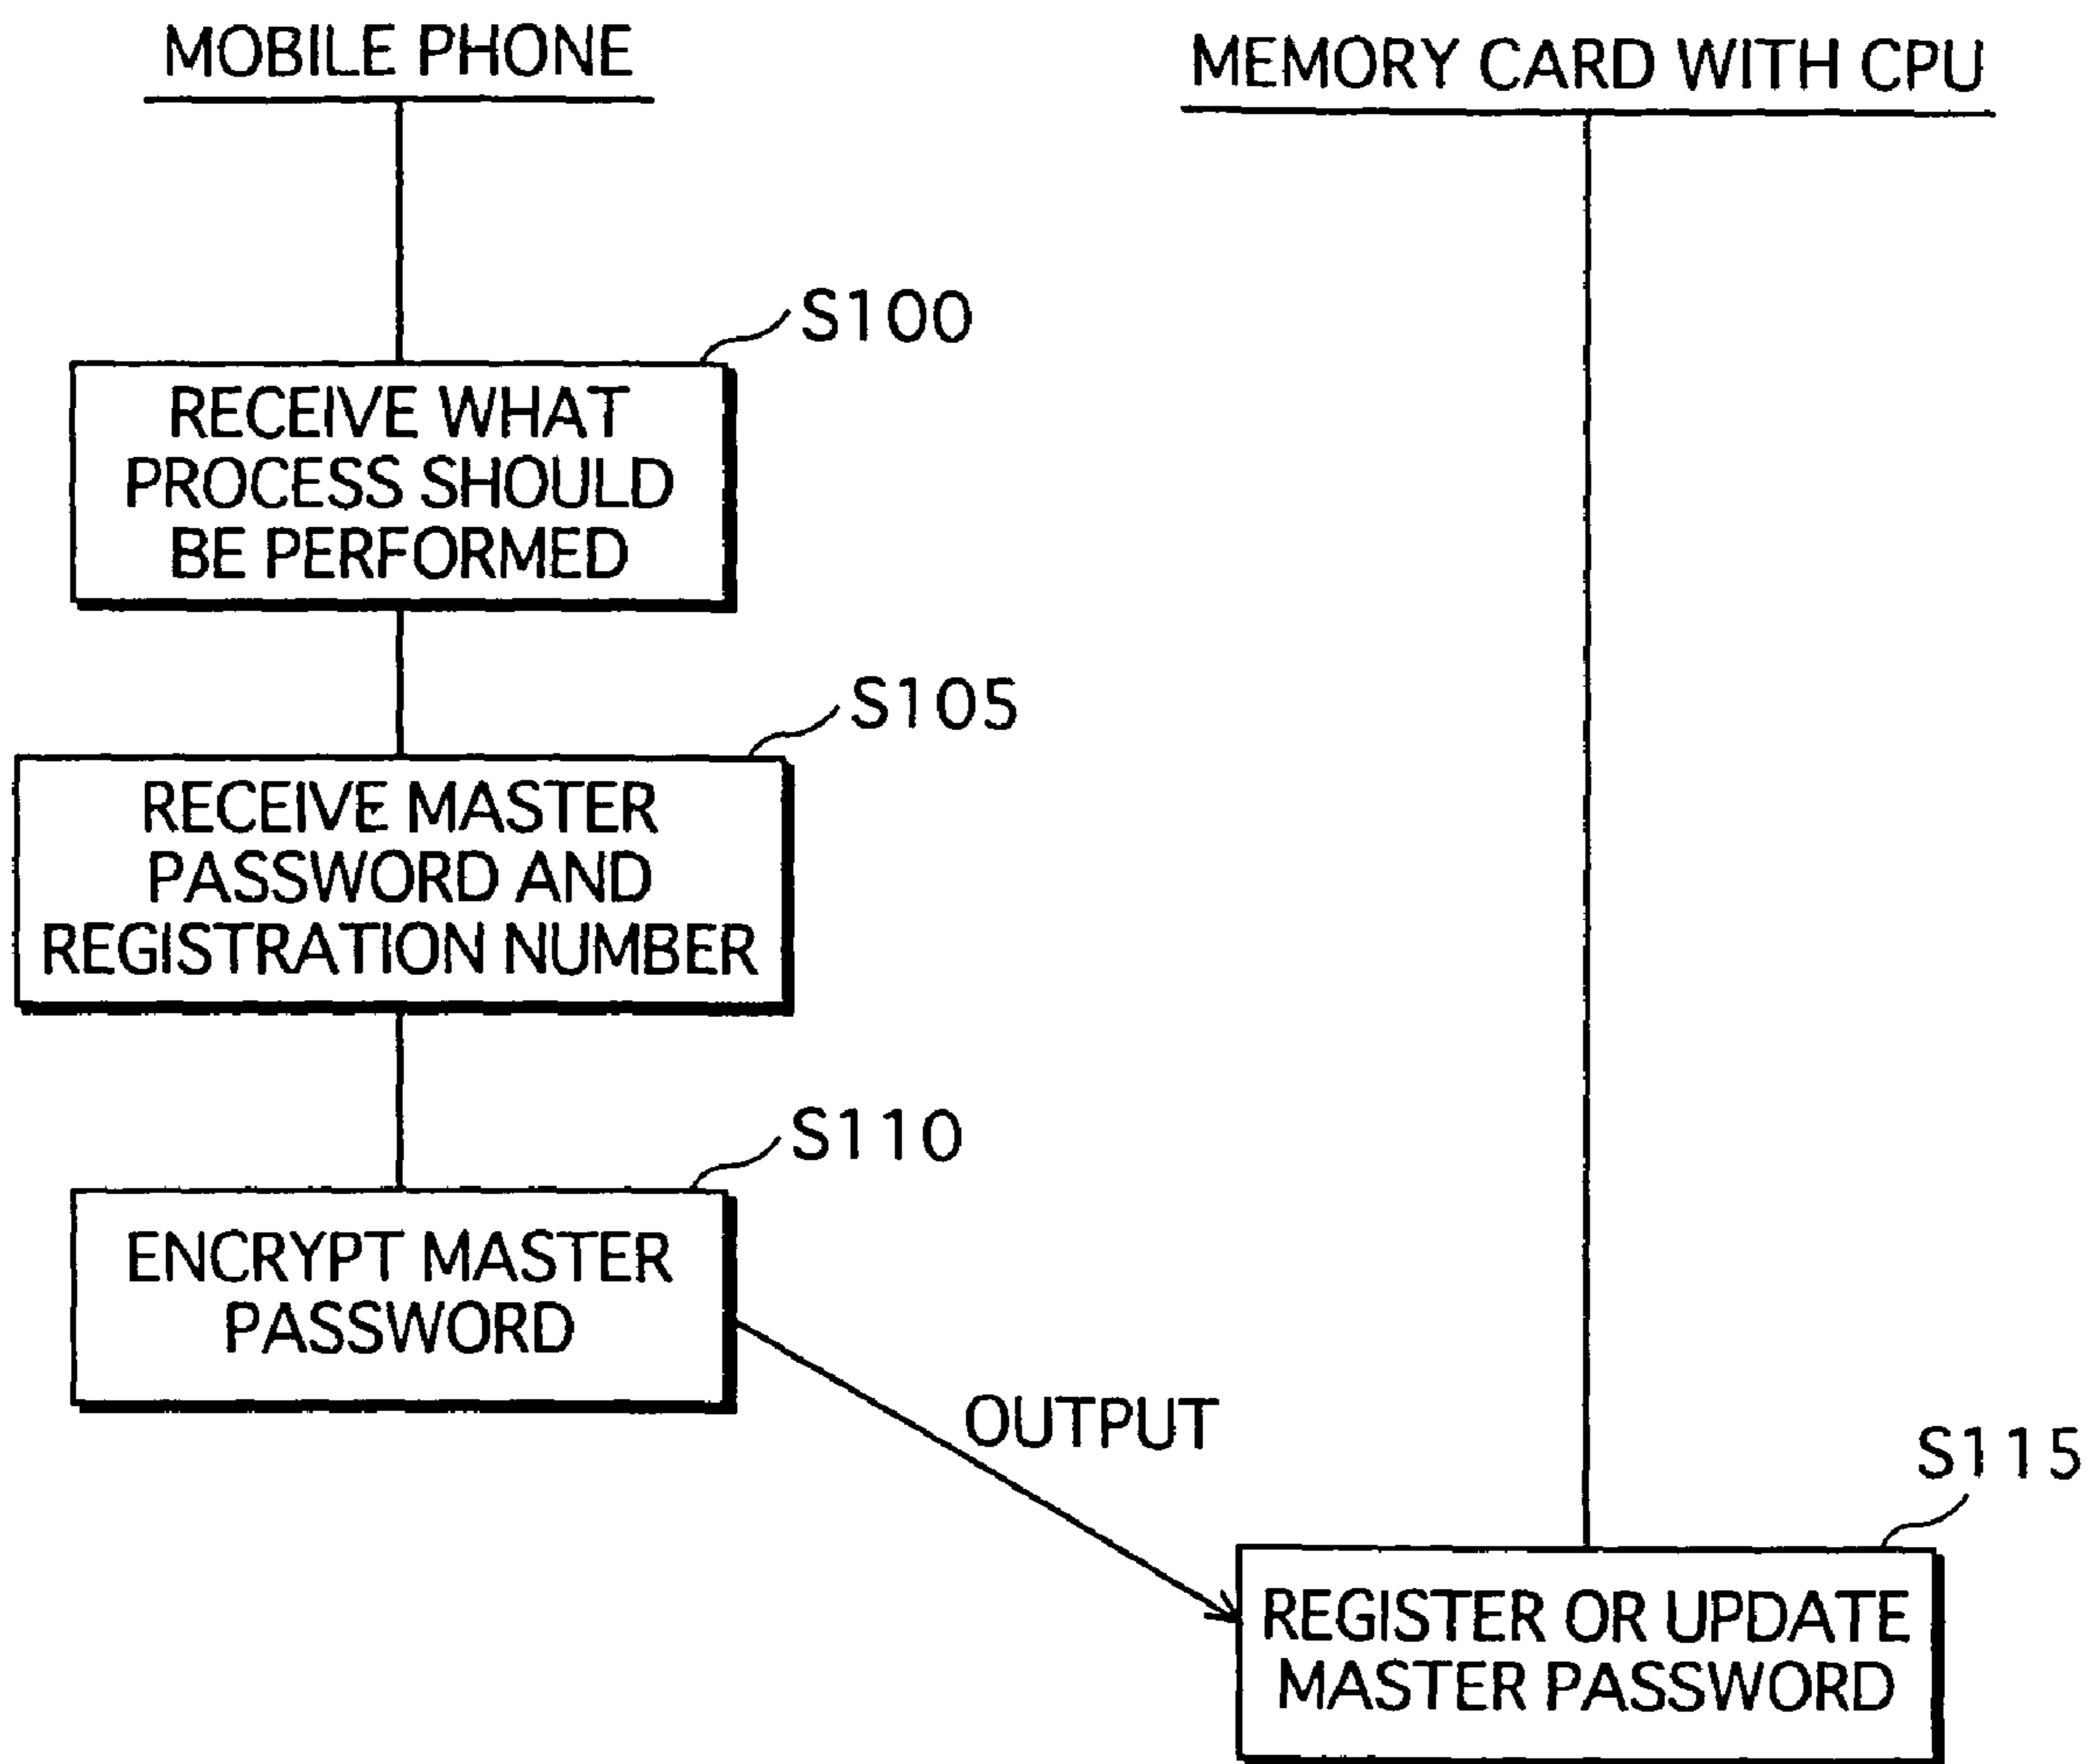 MOBILE PHONE
MEMORY CARD WITH CPU
S100
RECEIVE WHAT
PROCESS SHOULD
BE PERFORMED
S105
RECEIVE MASTER
PASSWORD AND
REGISTRATION NUMBER
S110
ENCRYPT MASTER
PASSWORD
OUTPUT
S115
REGISTER OR UPDATE
MASTER PASSWORD